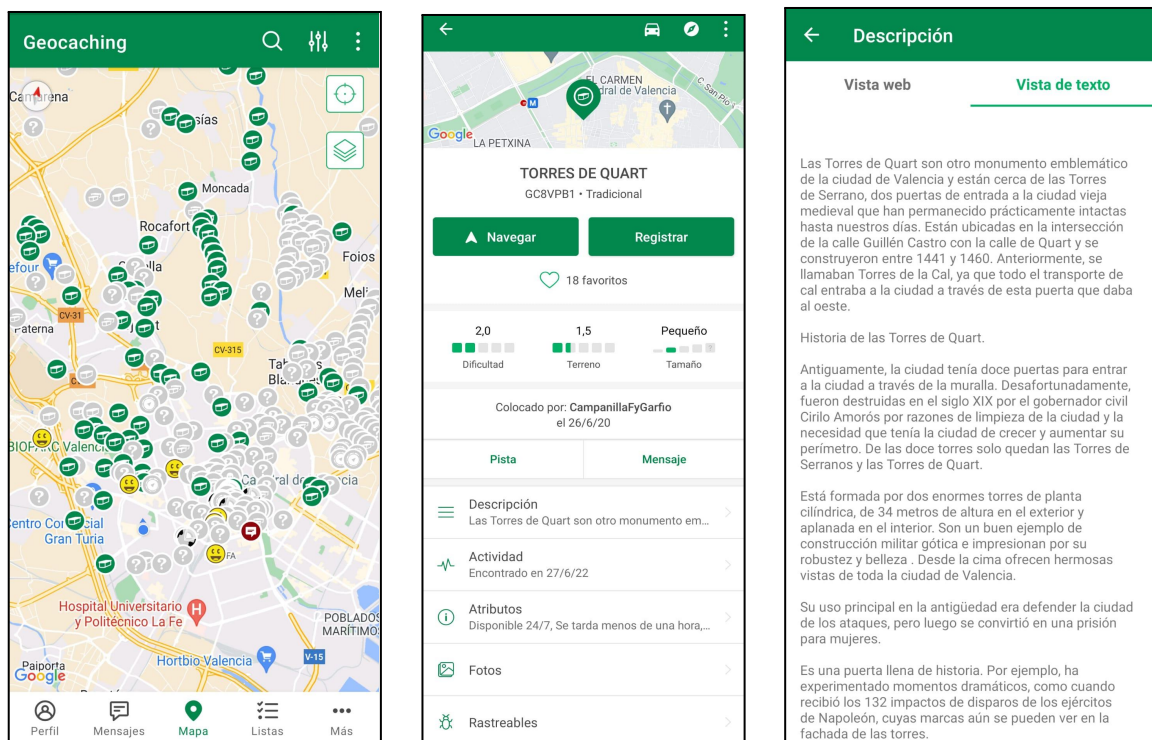 Geocaching
Camarena
sías
Moncada
Rocafort
Foios
efour
lla
CV-31
Paterna
CV-315
BIOPARC Valenc
Ca ral de cia
entro Co cial
Gran Turia
FA
Hospital Universitario
y Politécnico La Fe
H
POBLADOS
MARÍTIMO
Hortbio Valencia
V-15
Paiporta
Google
Perfil
Mensajes
Mapa
Listas
Más
EL CARMEN
dral de Valencia
C. San Pío
M
Google
LA PETXINA
TORRES DE QUART
GC8VPB1 • Tradicional
Navegar
Registrar
18 favoritos
2,0
1,5
Pequeño
Dificultad
Terreno
Tamaño
Colocado por: CampanillaFyGarfio
el 26/6/20
Pista
Mensaje
Descripción
Las Torres de Quart son otro monumento em...
Actividad
Encontrado en 27/6/22
Atributos
Disponible 24/7, Se tarda menos de una hora,...
Fotos
Rastreables
Descripción
Vista web
Vista de texto
Las Torres de Quart son otro monumento emblemático
de la ciudad de Valencia y están cerca de las Torres
de Serrano, dos puertas de entrada a la ciudad vieja
medieval que han permanecido prácticamente intactas
hasta nuestros días. Están ubicadas en la intersección
de la calle Guillén Castro con la calle de Quart y se
construyeron entre 1441 y 1460. Anteriormente, se
llamaban Torres de la Cal, ya que todo el transporte de
cal entraba a la ciudad a través de esta puerta que daba
al oeste.
Historia de las Torres de Quart.
Antiguamente, la ciudad tenía doce puertas para entrar
a la ciudad a través de la muralla. Desafortunadamente,
fueron destruidas en el siglo XIX por el gobernador civil
Cirilo Amorós por razones de limpieza de la ciudad y la
necesidad que tenía la ciudad de crecer y aumentar su
perímetro. De las doce torres solo quedan las Torres de
Serranos y las Torres de Quart.
Está formada por dos enormes torres de planta
cilíndrica, de 34 metros de altura en el exterior y
aplanada en el interior. Son un buen ejemplo de
construcción militar gótica e impresionan por su
robustez y belleza . Desde la cima ofrecen hermosas
vistas de toda la ciudad de Valencia.
Su uso principal en la antigüedad era defender la ciudad
de los ataques, pero luego se convirtió en una prisión
para mujeres.
Es una puerta llena de historia. Por ejemplo, ha
experimentado momentos dramáticos, como cuando
recibió los 132 impactos de disparos de los ejércitos
de Napoleón, cuyas marcas aún se pueden ver en la
fachada de las torres.